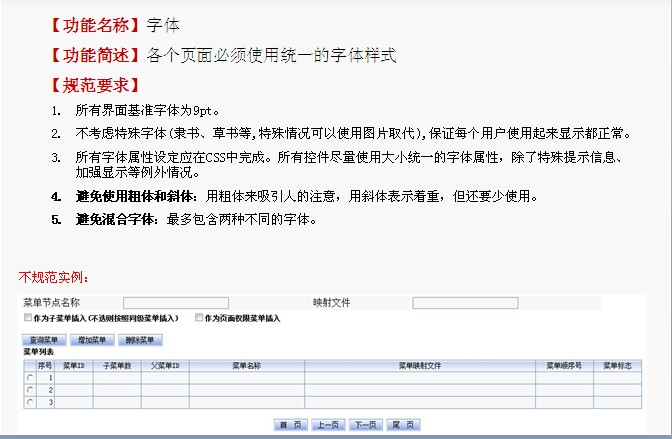 【功能名称】字体
【功能简述】各个页面必须使用统一的字体样式
【规范要求】
1. 所有界面基准字体为9pt。
2. 不考虑特殊字体(隶书、草书等,特殊情况可以使用图片取代),保证每个用户使用起来显示都正常。
3. 所有字体属性设定应在CSS中完成。所有控件尽量使用大小统一的字体属性，除了特殊提示信息、
加强显示等例外情况。
4. 避免使用粗体和斜体：用粗体来吸引人的注意，用斜体表示着重，但还要少使用。
5. 避免混合字体：最多包含两种不同的字体。
不规范实例：
菜单节点名称 映射文件
作为子菜单插入(不选则按照同级菜单插入) 作为页面权限菜单插入
查询菜单 增加菜单 删除菜单
菜单列表
序号 菜单ID 子菜单数 父菜单ID 菜单名称 菜单映射文件 菜单顺序号 菜单标志
1
2
3
首 页 上一页 下一页 尾 页